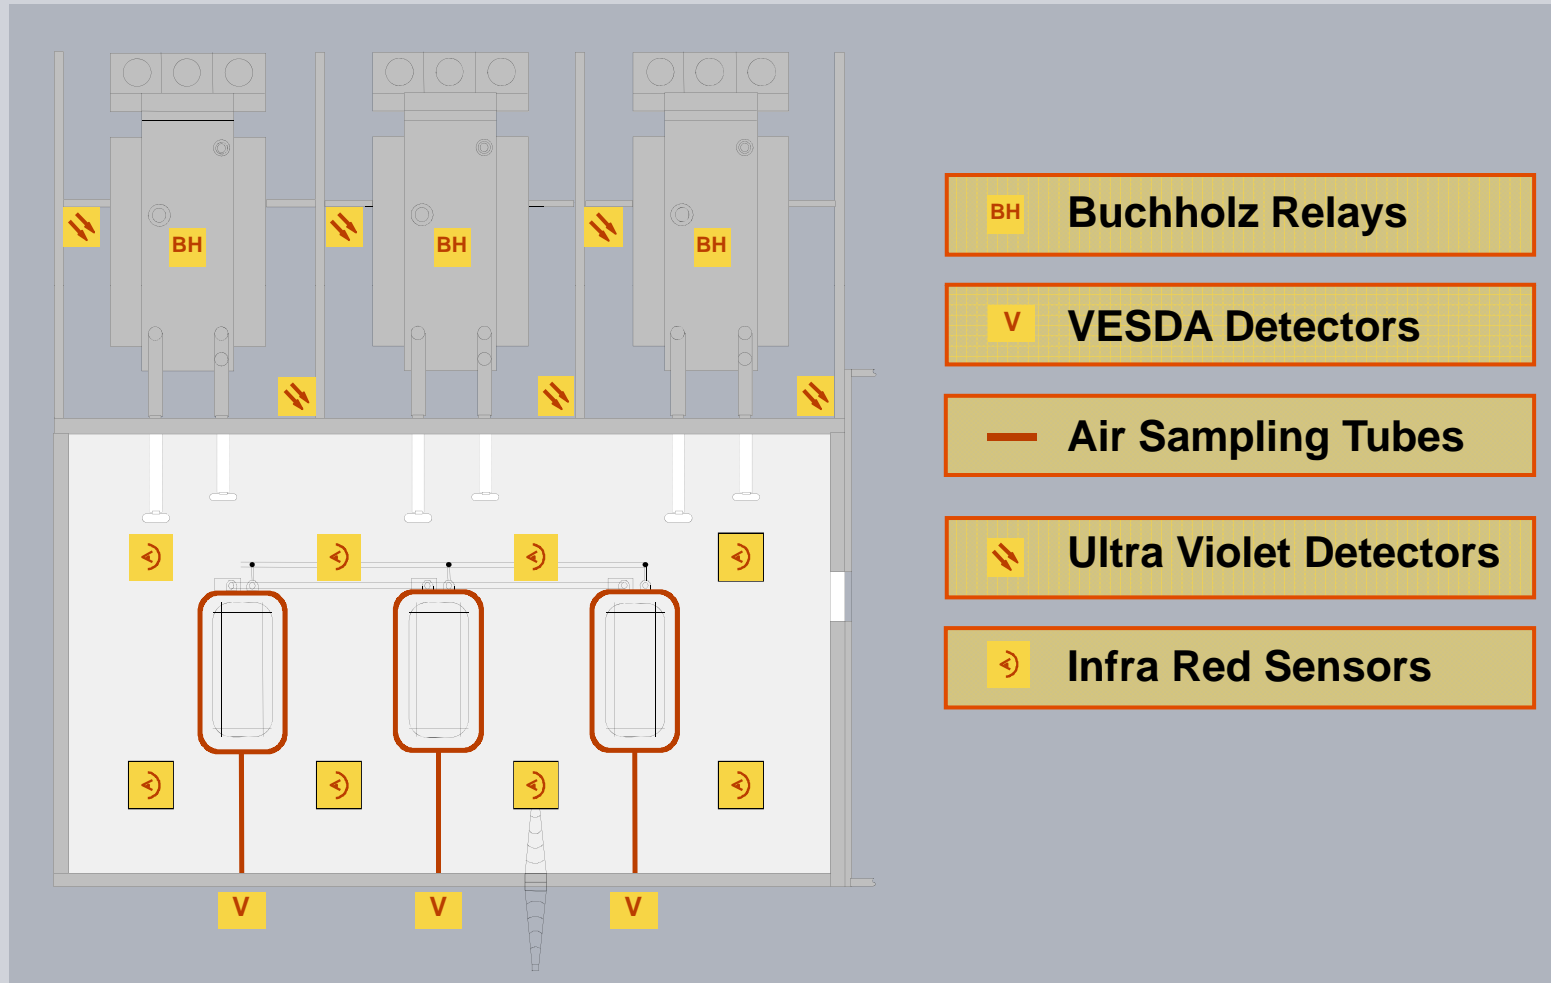 BH BH BH
V V V
BH Buchholz Relays
V VESDA Detectors
Air Sampling Tubes
Ultra Violet Detectors
Infra Red Sensors